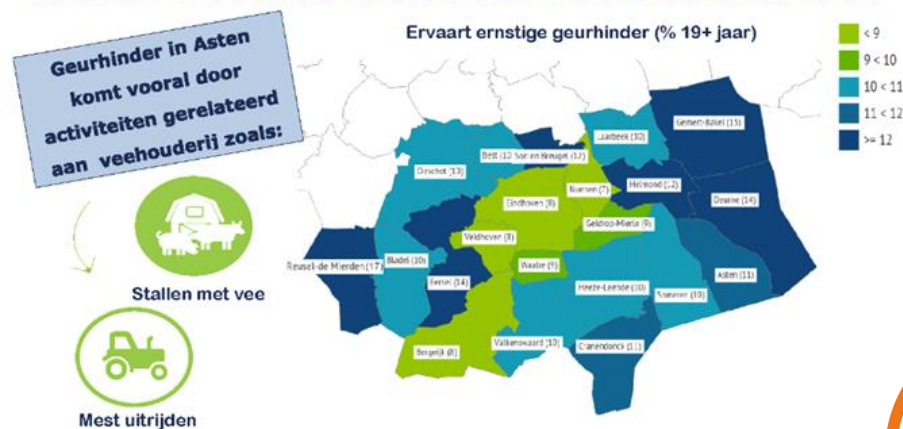 Ervaart ernstige geurhinder (% 19+ jaar)
Geurhinder in Asten
komt vooral door
activiteiten gerelateerd
aan veehouderij zoals:
Stallen met vee
Mest uitrijden
< 9
9 < 10
10 < 11
11 < 12
>= 12
Laarbeek (10)
Gemert-Bakel (15)
Best (12
Son en Breugel (12)
Oirschot (10)
Nuenen (7)
Helmond (12)
Deurne (14)
Eindhoven (8)
Geldrop-Mierlo (9)
Veldhoven (8)
Reusel-de Mierden (17)
Bladel (10)
Waalre (9)
Asten (11)
Eersel (14)
Heeze-Leende (10)
Someren (10)
Valkenswaard (10)
Cranendonck (11)
Bergeijk (8)